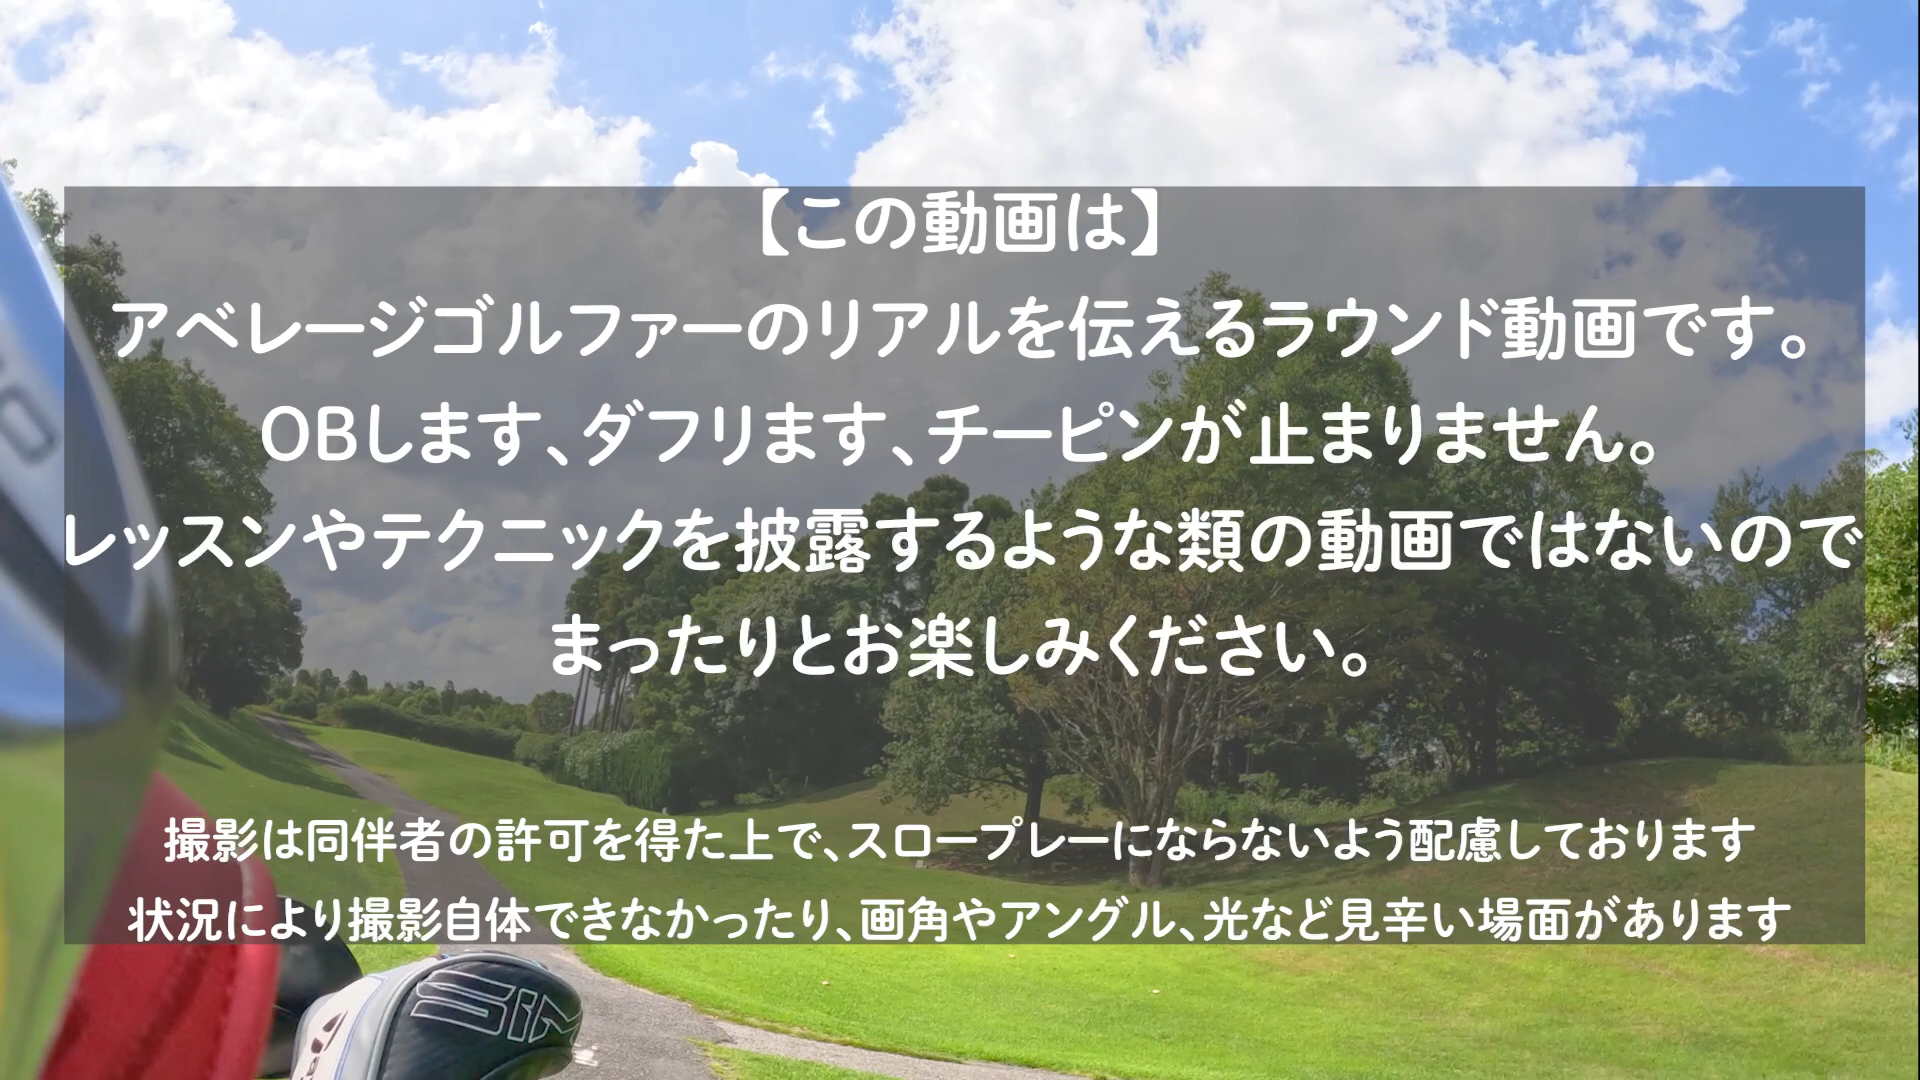 【この動画は】
アベレージゴルファーのリアルを伝えるラウンド動画です。
OBします、ダフります、チーピンが止まりません。
レッスンやテクニックを披露するような類の動画ではないので
まったりとお楽しみください。
撮影は同伴者の許可を得た上で、スロープレーにならないよう配慮しております
状況により撮影自体できなかったり、画角やアングル、光など見辛い場面があります
SIM